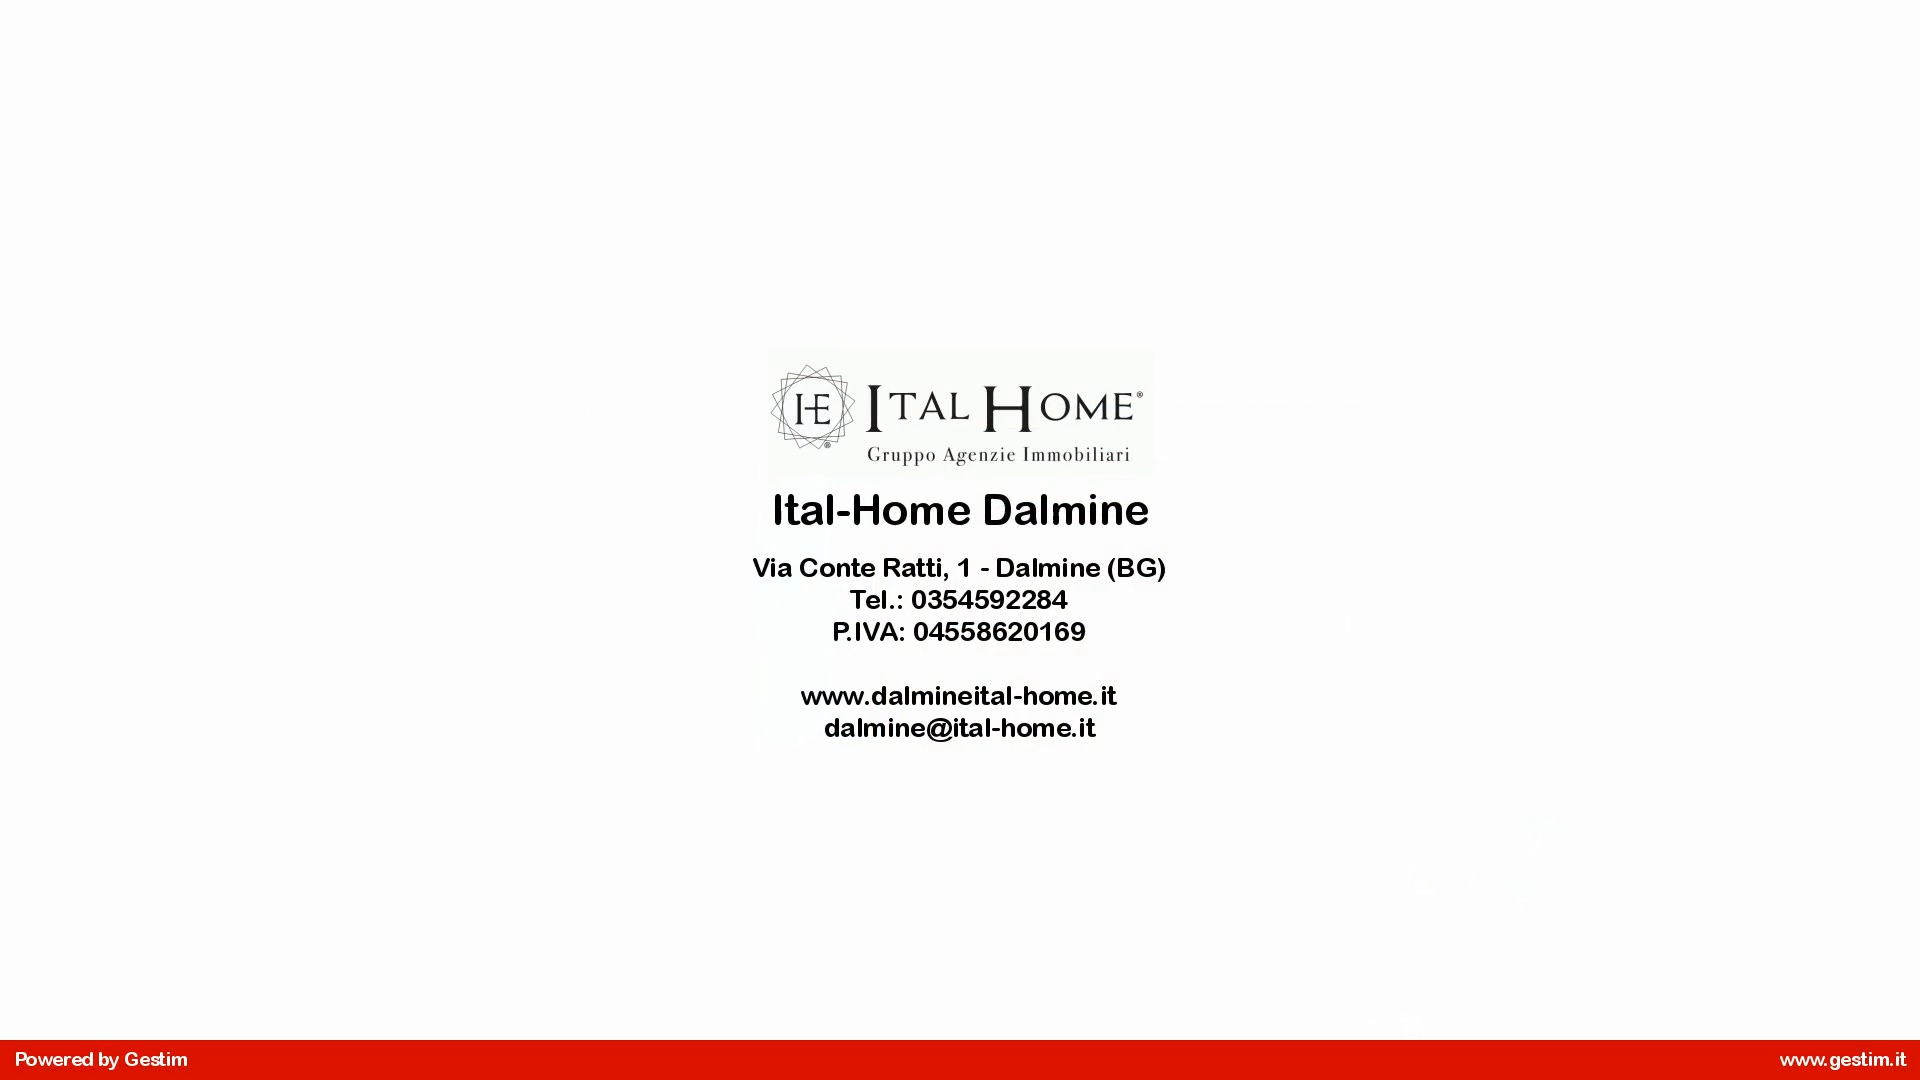 HE
ITAL HOME®
®
Gruppo Agenzie Immobiliari
Ital-Home Dalmine
Via Conte Ratti, 1 - Dalmine (BG)
Tel.: 0354592284
P.IVA: 04558620169
www.dalmineital-home.it
dalmine@ital-home.it
Powered by Gestim
www.gestim.it